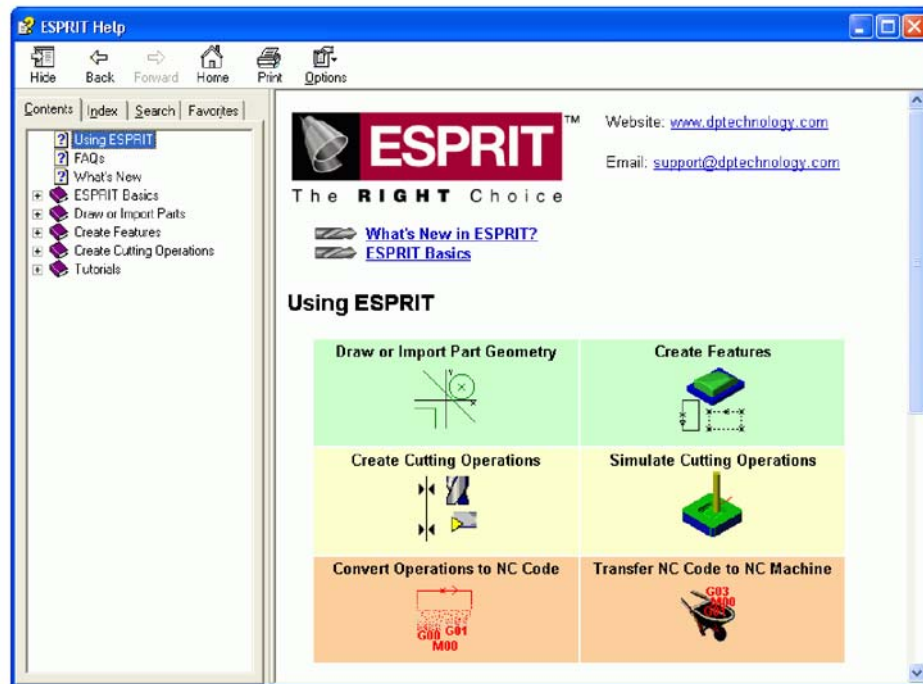 ESPRIT Help
Hide Back Forward Home Print Options
Contents Index Search Favorites
Using ESPRIT
FAQs
What's New
ESPRIT Basics
Draw or Import Parts
Create Features
Create Cutting Operations
Tutorials
ESPRIT™
The RIGHT Choice
Website: www.dptechnology.com
Email: support@dptechnology.com
What's New in ESPRIT?
ESPRIT Basics
Using ESPRIT
Draw or Import Part Geometry Create Features
Y
X
Create Cutting Operations Simulate Cutting Operations
Convert Operations to NC Code Transfer NC Code to NC Machine
G00 G01
M00
G03
M00